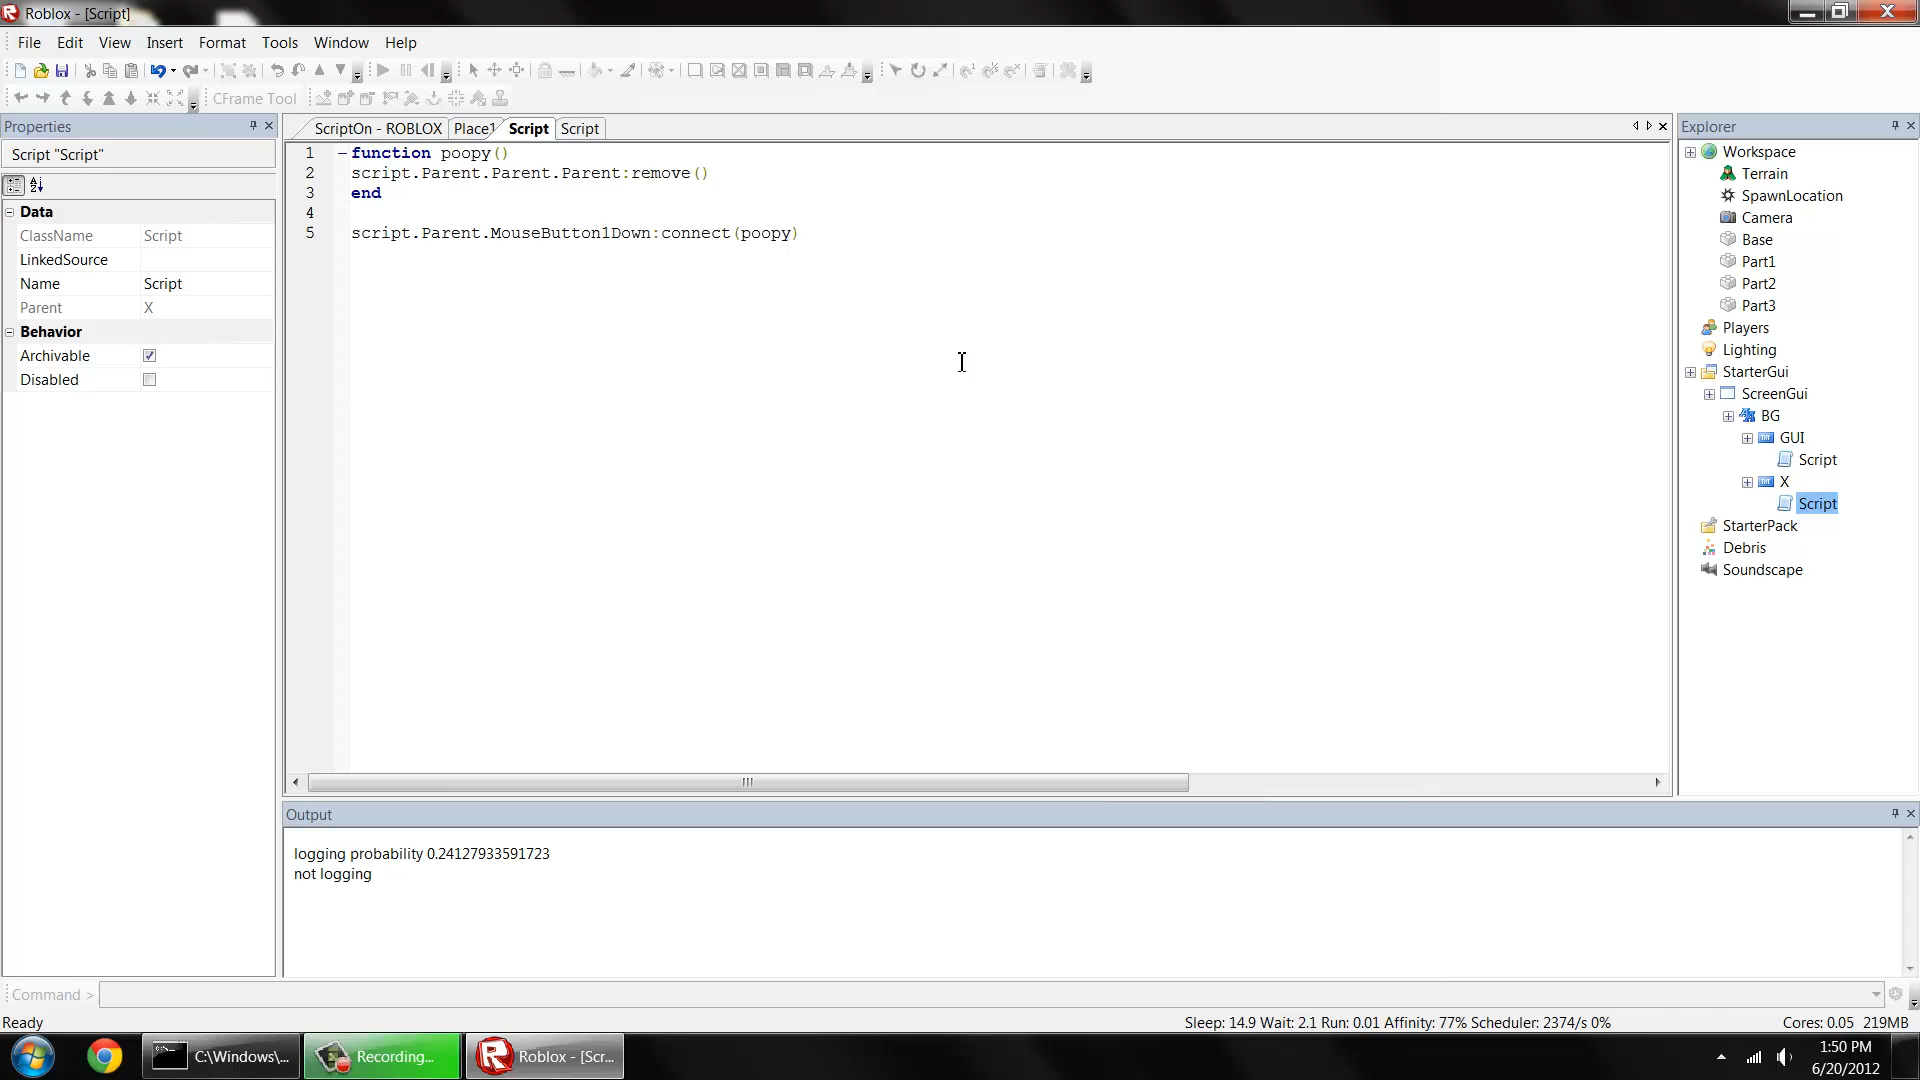 Roblox - [Script]
File Edit View Insert Format Tools Window Help
CFrame Tool
Properties
Script "Script"
Data
ClassName Script
LinkedSource
Name Script
Parent X
Behavior
Archivable
Disabled
ScriptOn - ROBLOX Place1 Script Script
1 function poopy()
2 script.Parent.Parent.Parent:remove()
3 end
4
5 script.Parent.MouseButton1Down:connect(poopy)
Explorer
Workspace
Terrain
SpawnLocation
Camera
Base
Part1
Part2
Part3
Players
Lighting
StarterGui
ScreenGui
BG
GUI
Script
X
Script
StarterPack
Debris
Soundscape
Output
logging probability 0.24127933591723
not logging
Command >
Ready
Sleep: 14.9 Wait: 2.1 Run: 0.01 Affinity: 77% Scheduler: 2374/s 0% Cores: 0.05 219MB
C:\Windows\... Recording... Roblox - [Scr...
1:50 PM
6/20/2012